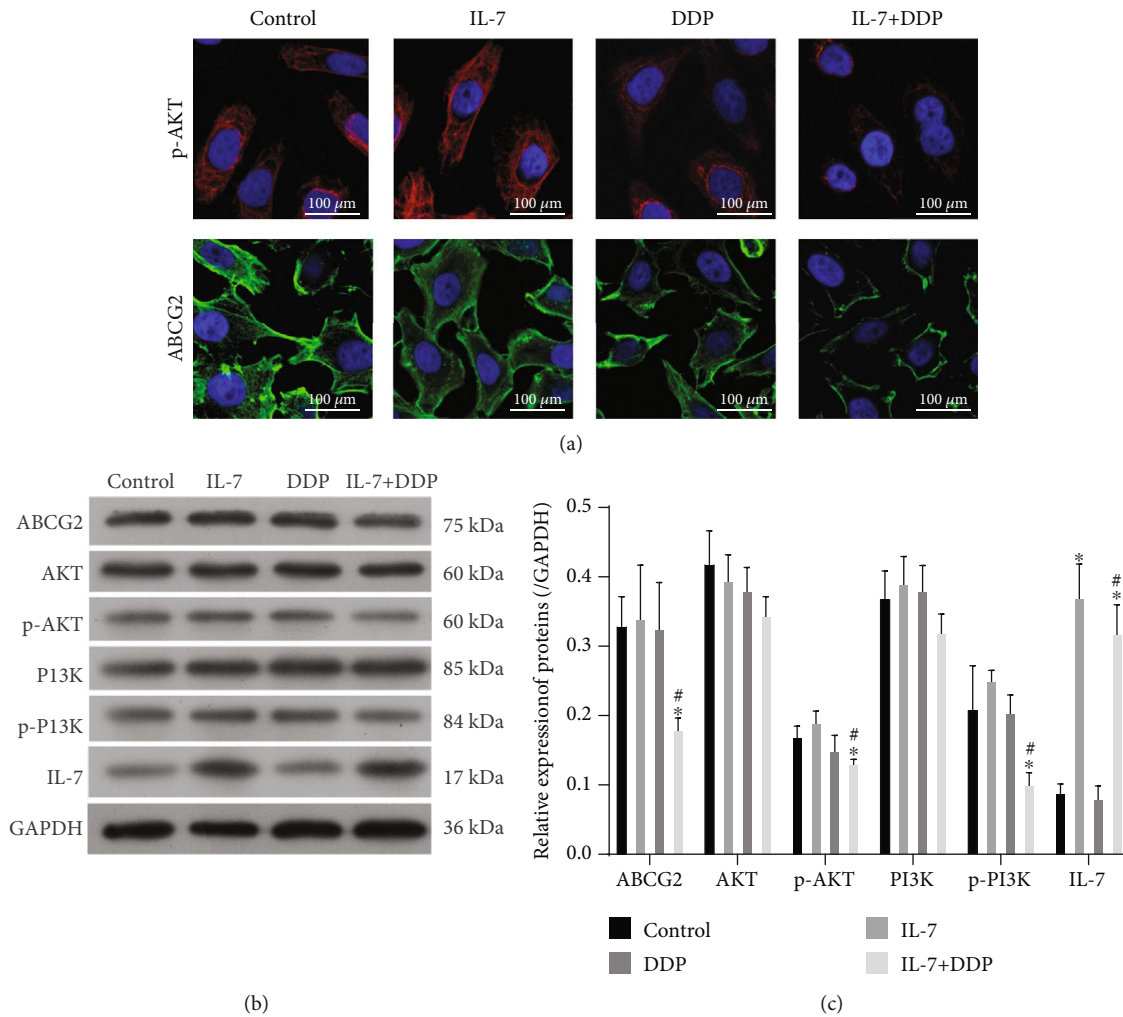 Control IL-7 DDP IL-7+DDP
p-AKT
100 µm 100 µm 100 µm 100 µm
ABCG2
100 µm 100 µm 100 µm 100 µm
(a)
Control IL-7 DDP IL-7+DDP
ABCG2 75 kDa
AKT 60 kDa
p-AKT 60 kDa
P13K 85 kDa
p-P13K 84 kDa
IL-7 17 kDa
GAPDH 36 kDa
(b)
Relative expressionof proteins (/GAPDH)
0.5
0.4
0.3
0.2
0.1
0.0
# * # * # * * # *
ABCG2 AKT p-AKT PI3K p-PI3K IL-7
Control IL-7
DDP IL-7+DDP
(c)